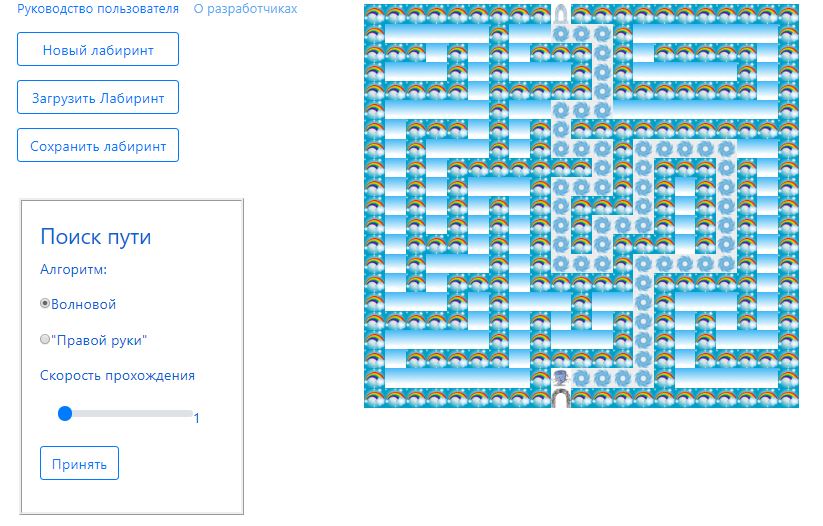 Руководство пользователя О разработчиках
Новый лабиринт
Загрузить Лабиринт
Сохранить лабиринт
Поиск пути
Алгоритм:
Волновой
"Правой руки"
Скорость прохождения
1
Принять